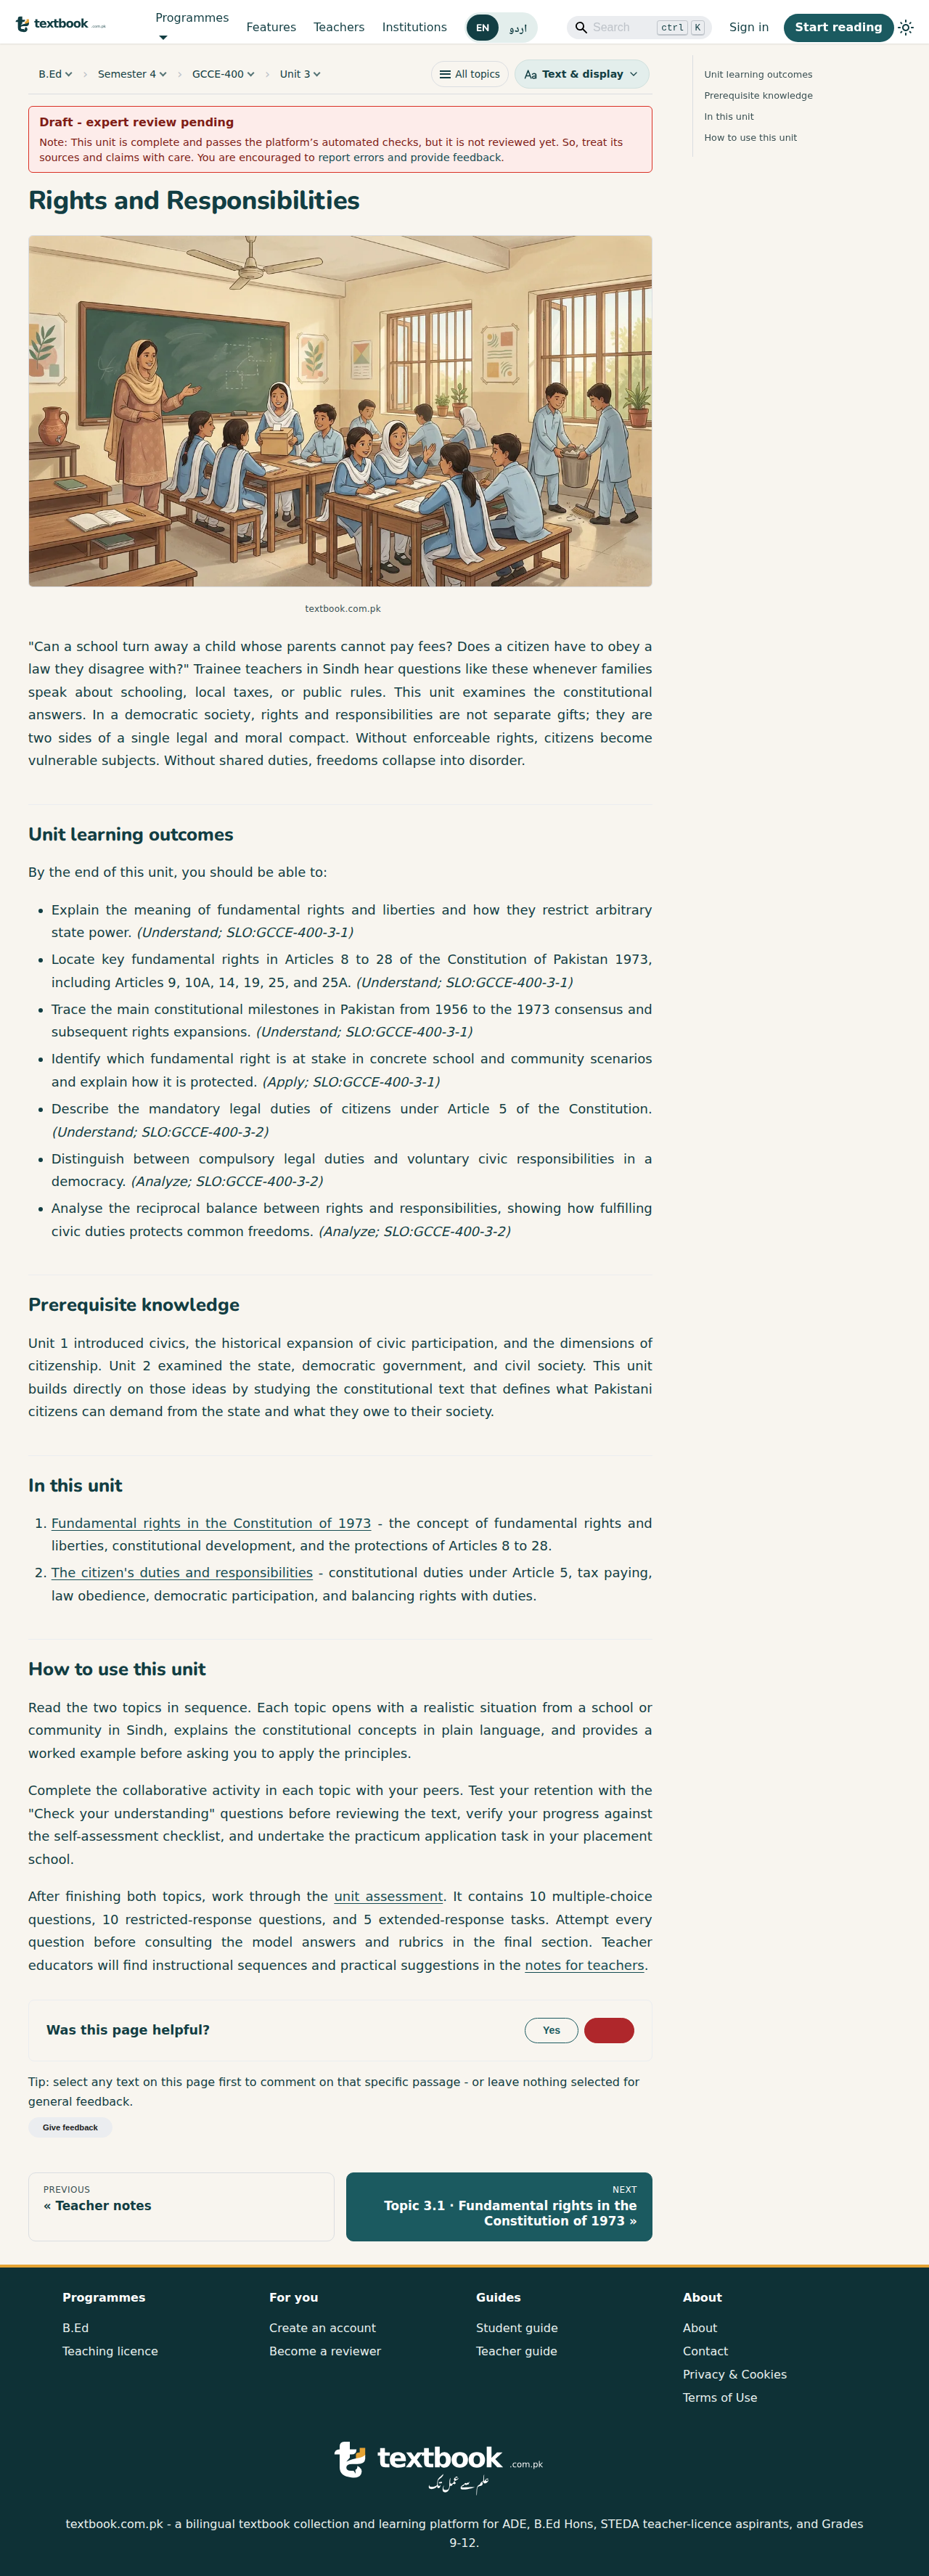 textbook .com.pk
Programmes
Features
Teachers
Institutions
EN
اردو
Search
ctrl K
Sign in
Start reading
B.Ed › Semester 4 › GCCE-400 › Unit 3
All topics
Text & display
Unit learning outcomes
Prerequisite knowledge
In this unit
How to use this unit
Draft - expert review pending
Note: This unit is complete and passes the platform’s automated checks, but it is not reviewed yet. So, treat its
sources and claims with care. You are encouraged to report errors and provide feedback.
Rights and Responsibilities
textbook.com.pk
"Can a school turn away a child whose parents cannot pay fees? Does a citizen have to obey a
law they disagree with?" Trainee teachers in Sindh hear questions like these whenever families
speak about schooling, local taxes, or public rules. This unit examines the constitutional
answers. In a democratic society, rights and responsibilities are not separate gifts; they are
two sides of a single legal and moral compact. Without enforceable rights, citizens become
vulnerable subjects. Without shared duties, freedoms collapse into disorder.
Unit learning outcomes
By the end of this unit, you should be able to:
• Explain the meaning of fundamental rights and liberties and how they restrict arbitrary
state power. (Understand; SLO:GCCE-400-3-1)
• Locate key fundamental rights in Articles 8 to 28 of the Constitution of Pakistan 1973,
including Articles 9, 10A, 14, 19, 25, and 25A. (Understand; SLO:GCCE-400-3-1)
• Trace the main constitutional milestones in Pakistan from 1956 to the 1973 consensus and
subsequent rights expansions. (Understand; SLO:GCCE-400-3-1)
• Identify which fundamental right is at stake in concrete school and community scenarios
and explain how it is protected. (Apply; SLO:GCCE-400-3-1)
• Describe the mandatory legal duties of citizens under Article 5 of the Constitution.
(Understand; SLO:GCCE-400-3-2)
• Distinguish between compulsory legal duties and voluntary civic responsibilities in a
democracy. (Analyze; SLO:GCCE-400-3-2)
• Analyse the reciprocal balance between rights and responsibilities, showing how fulfilling
civic duties protects common freedoms. (Analyze; SLO:GCCE-400-3-2)
Prerequisite knowledge
Unit 1 introduced civics, the historical expansion of civic participation, and the dimensions of
citizenship. Unit 2 examined the state, democratic government, and civil society. This unit
builds directly on those ideas by studying the constitutional text that defines what Pakistani
citizens can demand from the state and what they owe to their society.
In this unit
1. Fundamental rights in the Constitution of 1973 - the concept of fundamental rights and
liberties, constitutional development, and the protections of Articles 8 to 28.
2. The citizen's duties and responsibilities - constitutional duties under Article 5, tax paying,
law obedience, democratic participation, and balancing rights with duties.
How to use this unit
Read the two topics in sequence. Each topic opens with a realistic situation from a school or
community in Sindh, explains the constitutional concepts in plain language, and provides a
worked example before asking you to apply the principles.
Complete the collaborative activity in each topic with your peers. Test your retention with the
"Check your understanding" questions before reviewing the text, verify your progress against
the self-assessment checklist, and undertake the practicum application task in your placement
school.
After finishing both topics, work through the unit assessment. It contains 10 multiple-choice
questions, 10 restricted-response questions, and 5 extended-response tasks. Attempt every
question before consulting the model answers and rubrics in the final section. Teacher
educators will find instructional sequences and practical suggestions in the notes for teachers.
Was this page helpful?
Yes
Tip: select any text on this page first to comment on that specific passage - or leave nothing selected for
general feedback.
Give feedback
PREVIOUS
« Teacher notes
NEXT
Topic 3.1 · Fundamental rights in the
Constitution of 1973 »
Programmes
B.Ed
Teaching licence
For you
Create an account
Become a reviewer
Guides
Student guide
Teacher guide
About
About
Contact
Privacy & Cookies
Terms of Use
textbook .com.pk
علم سے عمل تک
textbook.com.pk - a bilingual textbook collection and learning platform for ADE, B.Ed Hons, STEDA teacher-licence aspirants, and Grades
9-12.